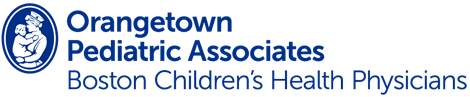 Orangetown
Pediatric Associates
Boston Children's Health Physicians